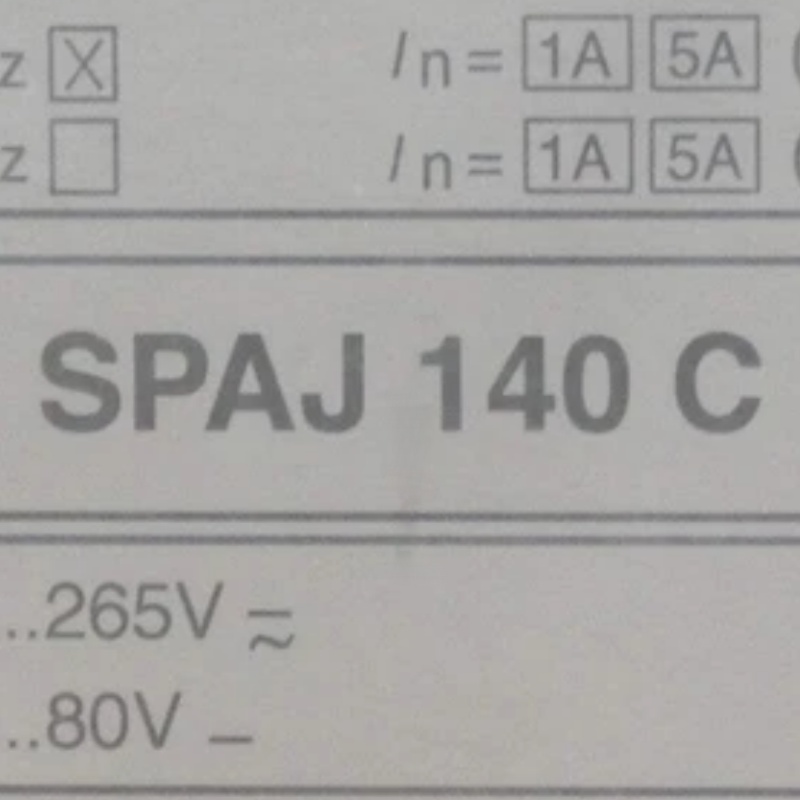 z X In = 1A 5A (
z In = 1A 5A (
SPAJ 140 C
..265V ⎓~
..80V –